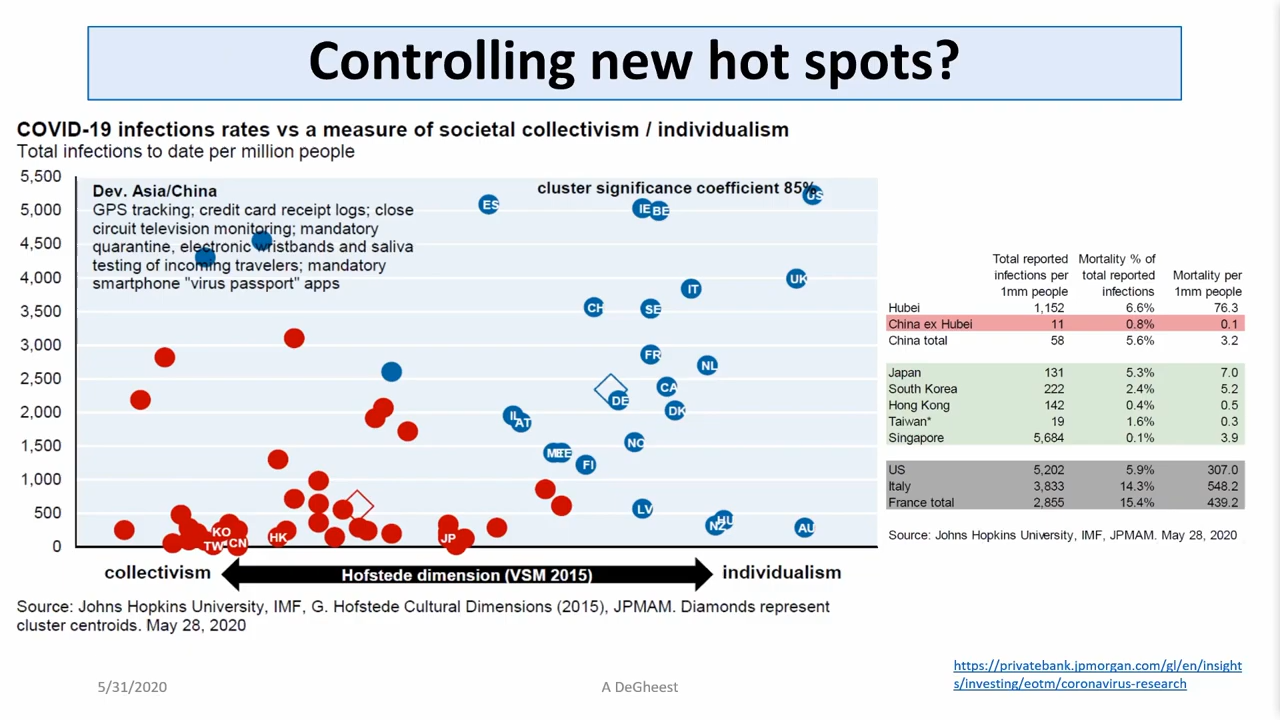 Controlling new hot spots?
COVID-19 infections rates vs a measure of societal collectivism / individualism
Total infections to date per million people
5,500
5,000
4,500
4,000
3,500
3,000
2,500
2,000
1,500
1,000
500
0
Dev. Asia/China
GPS tracking; credit card receipt logs; close
circuit television monitoring; mandatory
quarantine, electronic wristbands and saliva
testing of incoming travelers; mandatory
smartphone "virus passport" apps
cluster significance coefficient 85%
US
ES
IE
BE
UK
IT
CH
SE
FR
NL
CA
DE
DK
IL
AT
NO
EE
FI
LV
HU
NZ
AU
KO
TW
CN
HK
JP
collectivism
Hofstede dimension (VSM 2015)
individualism
Source: Johns Hopkins University, IMF, G. Hofstede Cultural Dimensions (2015), JPMAM. Diamonds represent
cluster centroids. May 28, 2020
Total reported Mortality % of
infections per total reported Mortality per
1mm people infections 1mm people
Hubei 1,152 6.6% 76.3
China ex Hubei 11 0.8% 0.1
China total 58 5.6% 3.2
Japan 131 5.3% 7.0
South Korea 222 2.4% 5.2
Hong Kong 142 0.4% 0.5
Taiwan* 19 1.6% 0.3
Singapore 5,684 0.1% 3.9
US 5,202 5.9% 307.0
Italy 3,833 14.3% 548.2
France total 2,855 15.4% 439.2
Source: Johns Hopkins University, IMF, JPMAM. May 28, 2020
https://privatebank.jpmorgan.com/gl/en/insight
s/investing/eotm/coronavirus-research
5/31/2020
A DeGheest